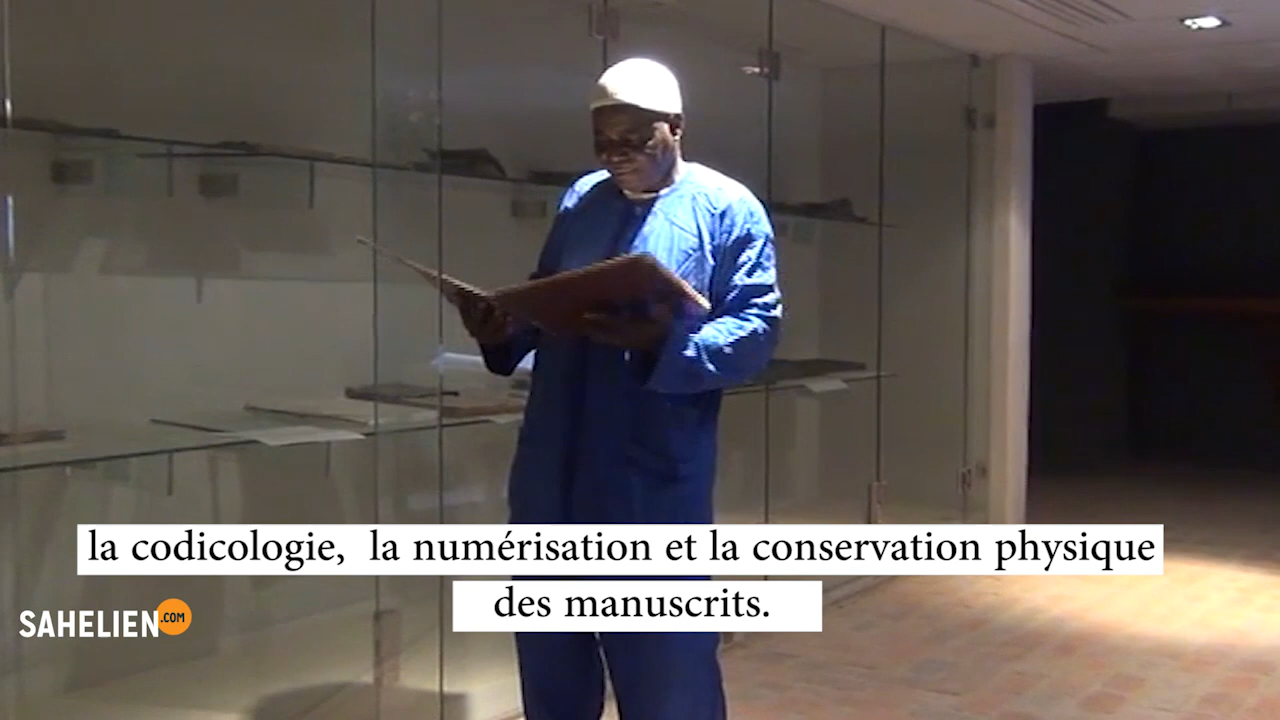 la codicologie,  la numérisation et la conservation physique
des manuscrits.
SAHELIEN.COM